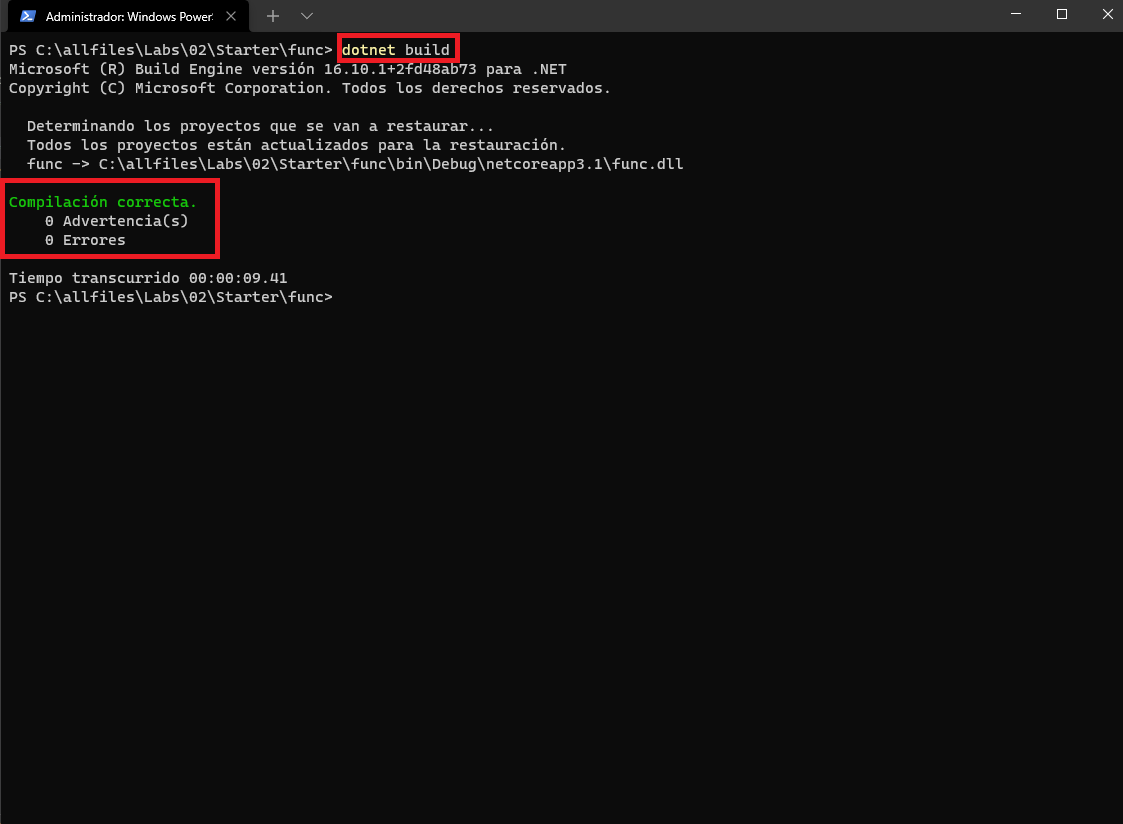 Administrador: Windows Power
PS C:\allfiles\Labs\02\Starter\func> dotnet build
Microsoft (R) Build Engine versión 16.10.1+2fd48ab73 para .NET
Copyright (C) Microsoft Corporation. Todos los derechos reservados.
Determinando los proyectos que se van a restaurar...
Todos los proyectos están actualizados para la restauración.
func -> C:\allfiles\Labs\02\Starter\func\bin\Debug\netcoreapp3.1\func.dll
Compilación correcta.
0 Advertencia(s)
0 Errores
Tiempo transcurrido 00:00:09.41
PS C:\allfiles\Labs\02\Starter\func>